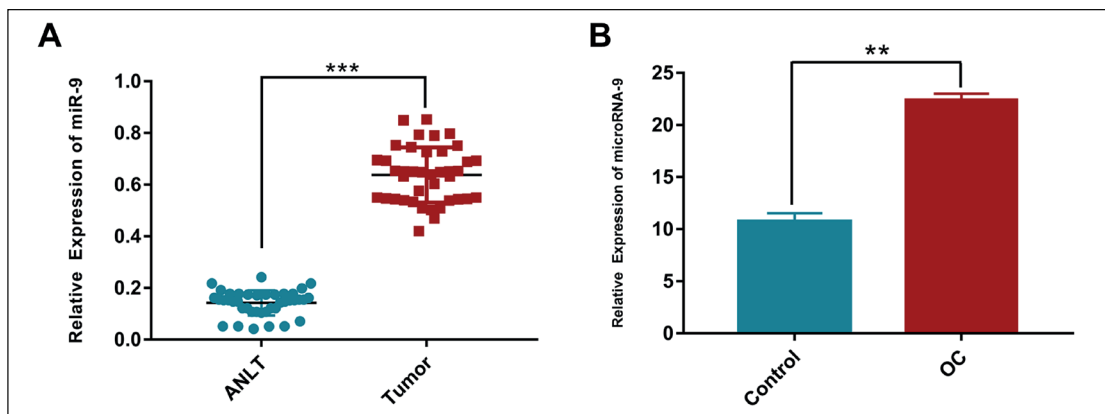 A
Relative Expression of miR-9
1.0
0.8
0.6
0.4
0.2
0.0
***
ANLT
Tumor
B
Relative Expression of microRNA-9
25
20
15
10
5
0
**
Control
OC